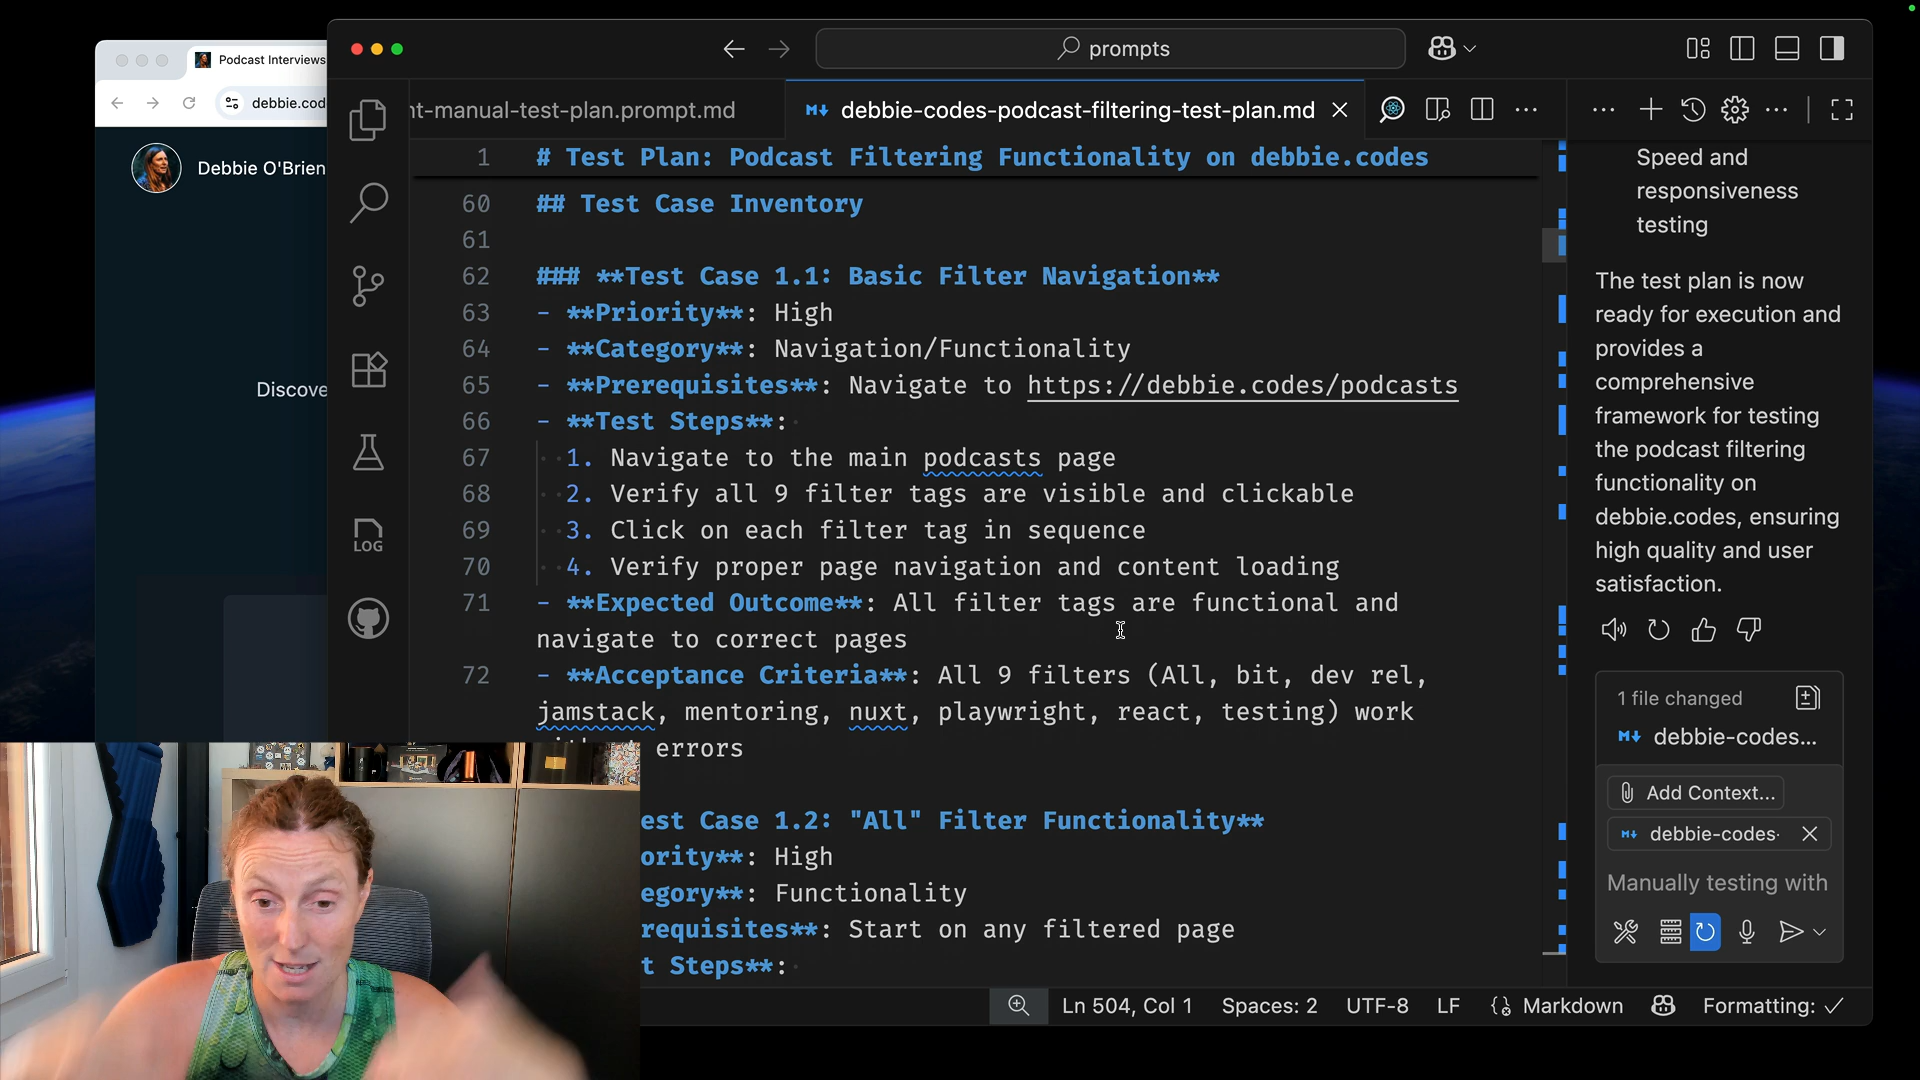 Podcast Interviews
debbie.cod
Debbie O'Brien
Discove
prompts
nt-manual-test-plan.prompt.md
debbie-codes-podcast-filtering-test-plan.md
1 # Test Plan: Podcast Filtering Functionality on debbie.codes
60 ## Test Case Inventory
61
62 ### **Test Case 1.1: Basic Filter Navigation**
63 - **Priority**: High
64 - **Category**: Navigation/Functionality
65 - **Prerequisites**: Navigate to https://debbie.codes/podcasts
66 - **Test Steps**:
67 1. Navigate to the main podcasts page
68 2. Verify all 9 filter tags are visible and clickable
69 3. Click on each filter tag in sequence
70 4. Verify proper page navigation and content loading
71 - **Expected Outcome**: All filter tags are functional and
navigate to correct pages
72 - **Acceptance Criteria**: All 9 filters (All, bit, dev rel,
jamstack, mentoring, nuxt, playwright, react, testing) work
errors
est Case 1.2: "All" Filter Functionality**
ority**: High
egory**: Functionality
requisites**: Start on any filtered page
t Steps**:
LOG
Speed and
responsiveness
testing
The test plan is now
ready for execution and
provides a
comprehensive
framework for testing
the podcast filtering
functionality on
debbie.codes, ensuring
high quality and user
satisfaction.
1 file changed
debbie-codes...
Add Context...
debbie-codes-
Manually testing with
Ln 504, Col 1
Spaces: 2
UTF-8
LF
Markdown
Formatting: ✓